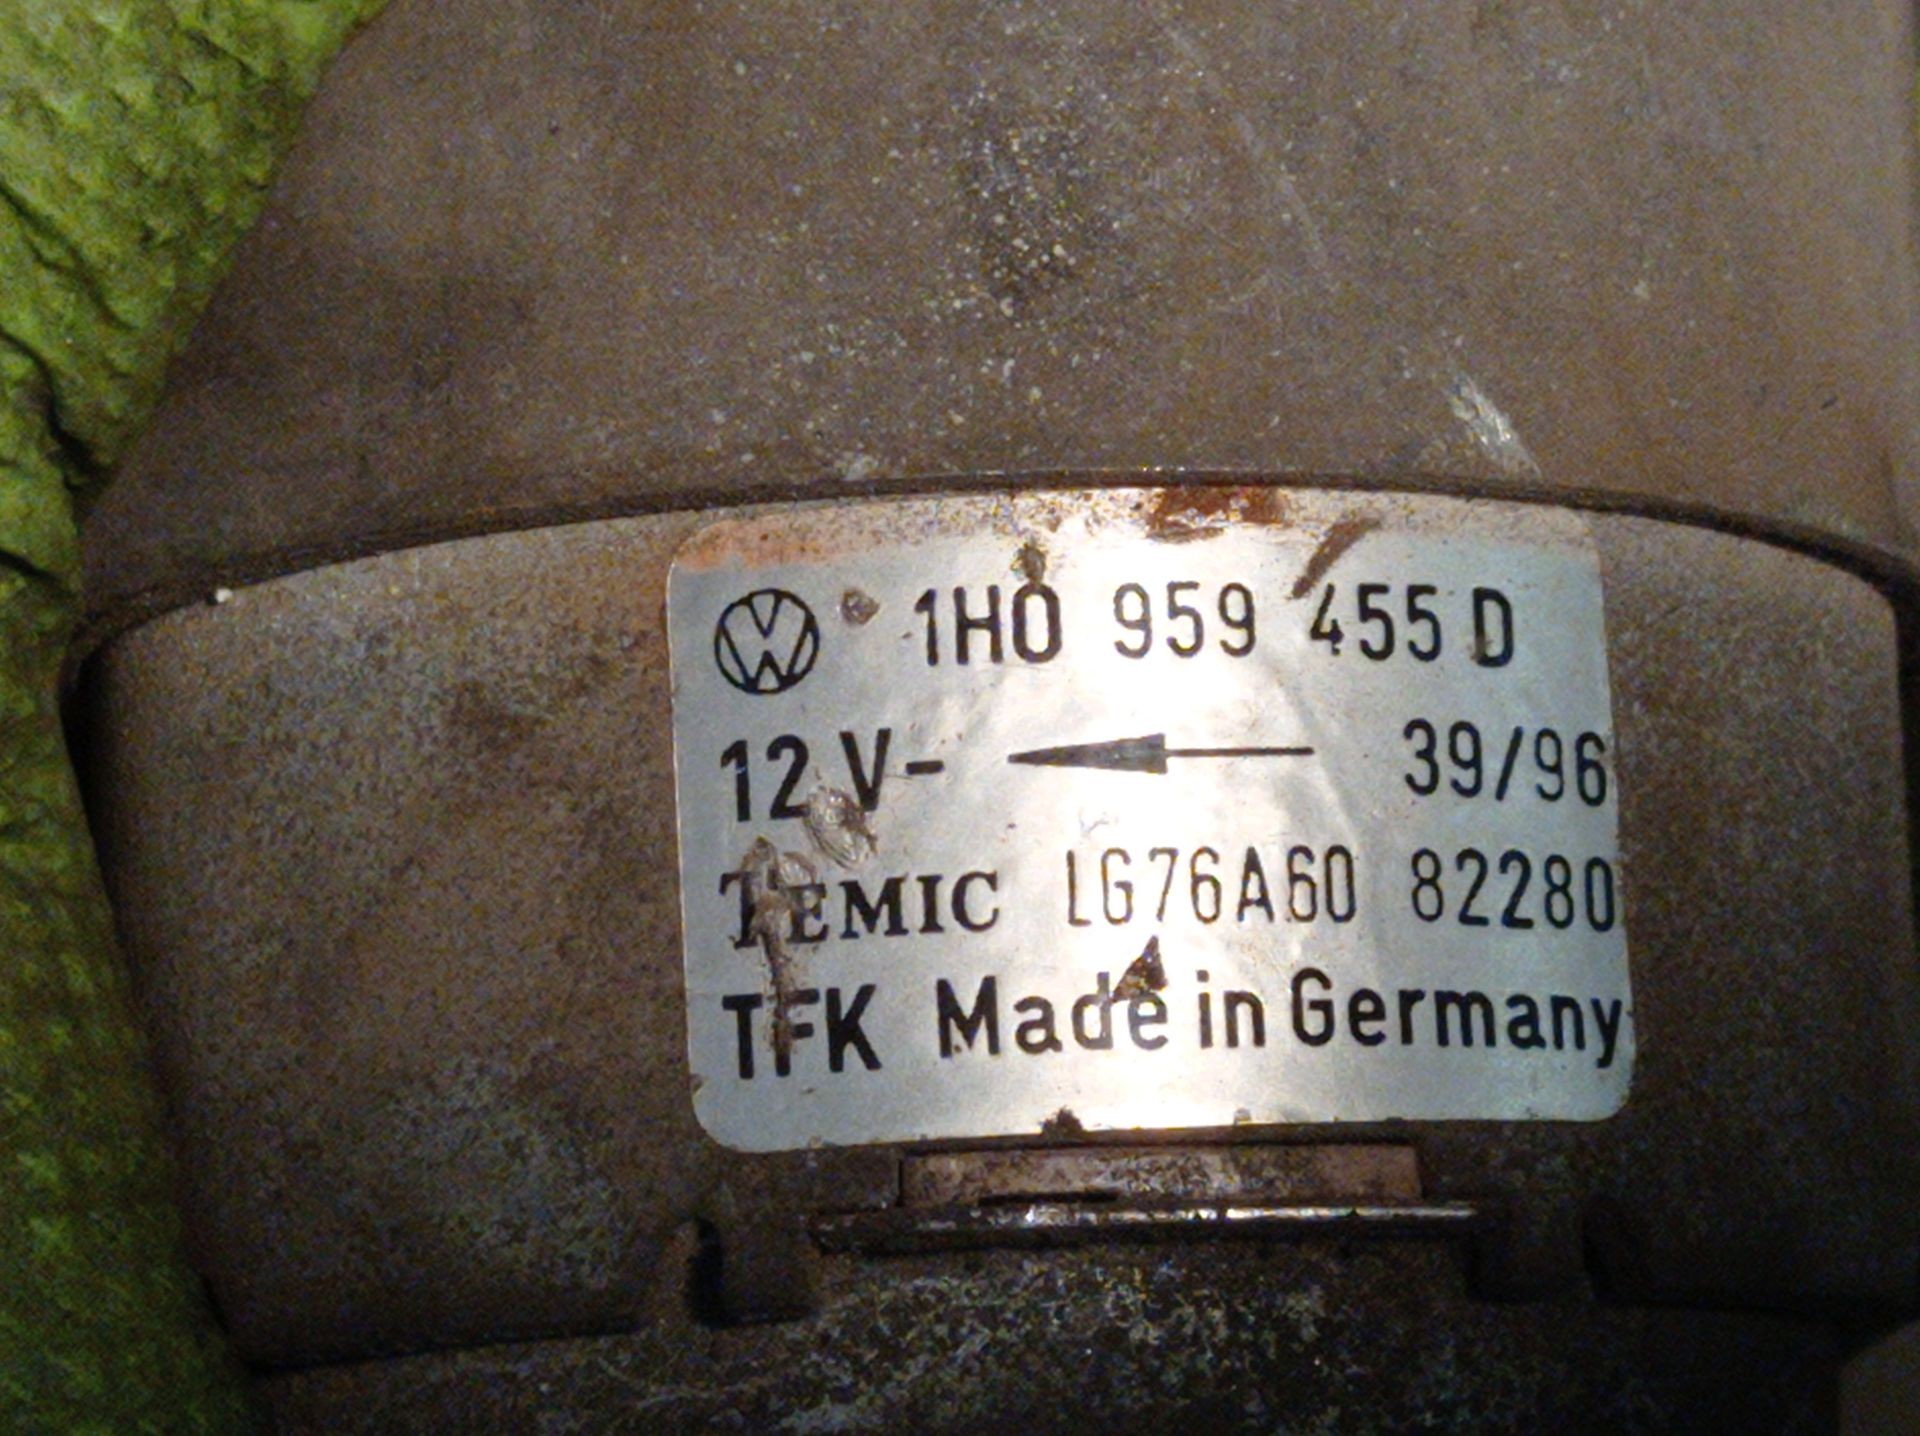 1H0 959 455 D
12 V- 39/96
TEMIC LG76A60 82280
TFK Made in Germany